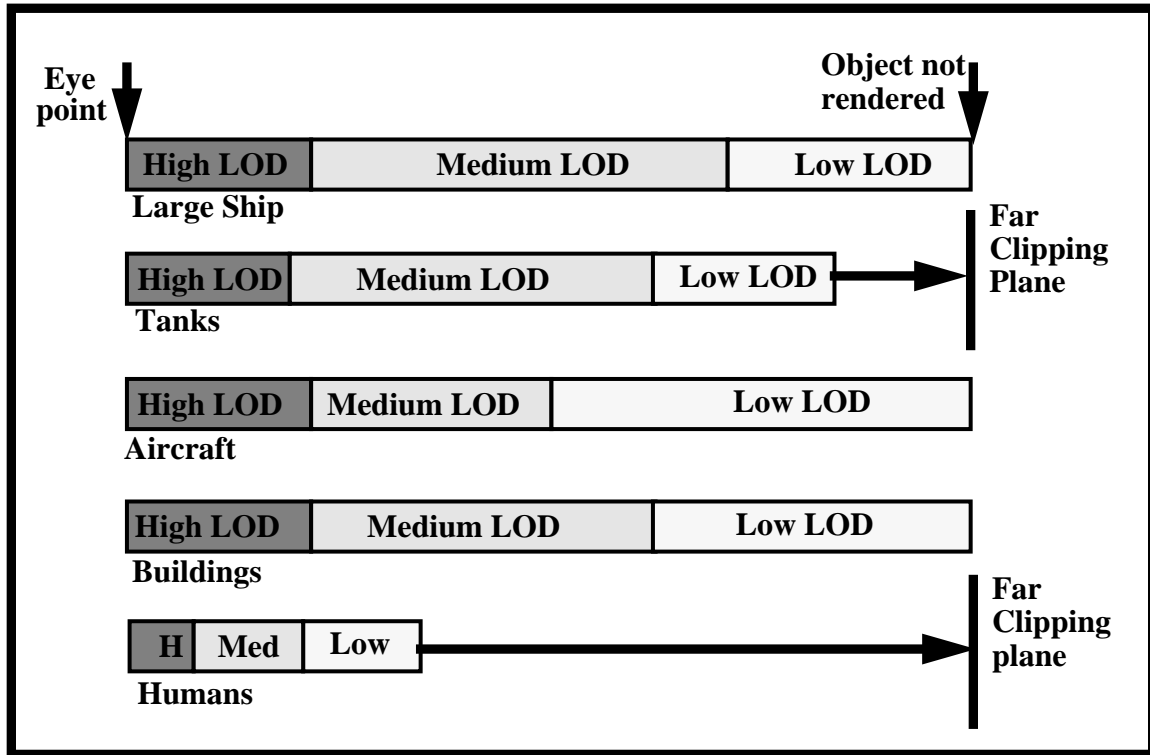 Eye
point
Object not
rendered
High LOD
Medium LOD
Low LOD
Large Ship
Far
Clipping
Plane
High LOD
Medium LOD
Low LOD
Tanks
High LOD
Medium LOD
Low LOD
Aircraft
High LOD
Medium LOD
Low LOD
Buildings
Far
Clipping
plane
H
Med
Low
Humans